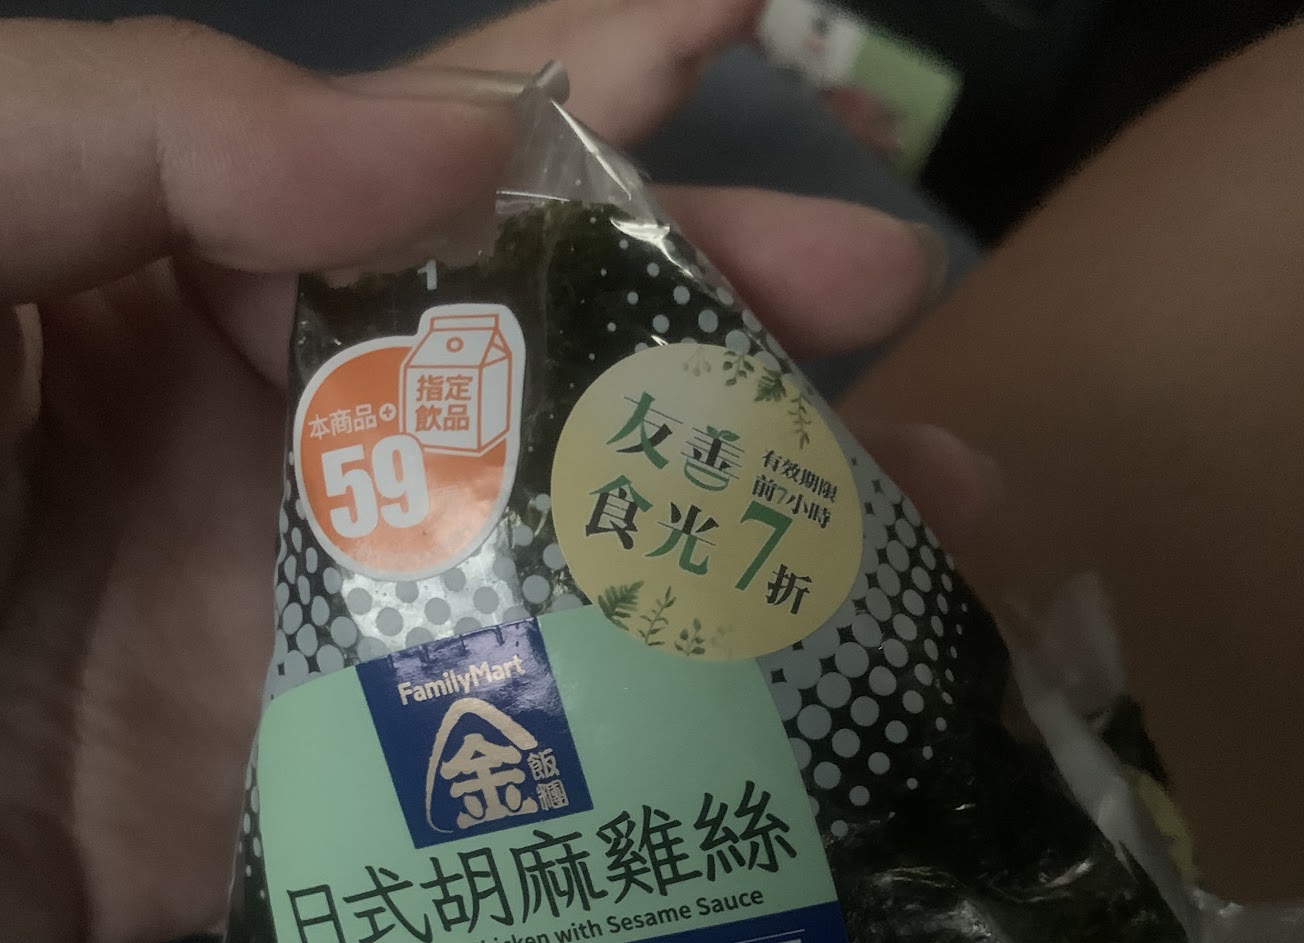 1
指定
飲品
本商品+
59
友善
食光
有效期限
前7小時
7折
FamilyMart
金
飯糰
日式胡麻雞絲
with Sesame Sauce